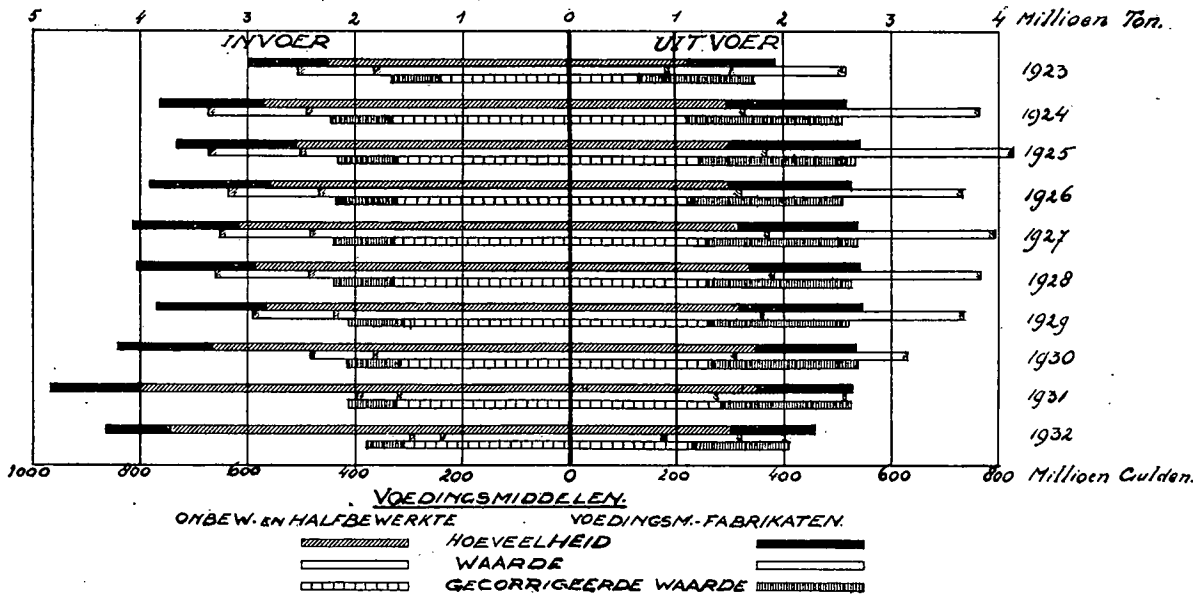 5 4 3 2 1 0 1 2 3 4 Millioen Ton.
INVOER UITVOER
1923
1924
1925
1926
1927
1928
1929
1930
1931
1932
1000 800 600 400 200 0 200 400 600 800 Millioen Gulden.
VOEDINGSMIDDELEN.
ONBEW. EN HALFBEWERKTE VOEDINGSM.-FABRIKATEN.
HOEVEELHEID
WAARDE
GECORRIGEERDE WAARDE